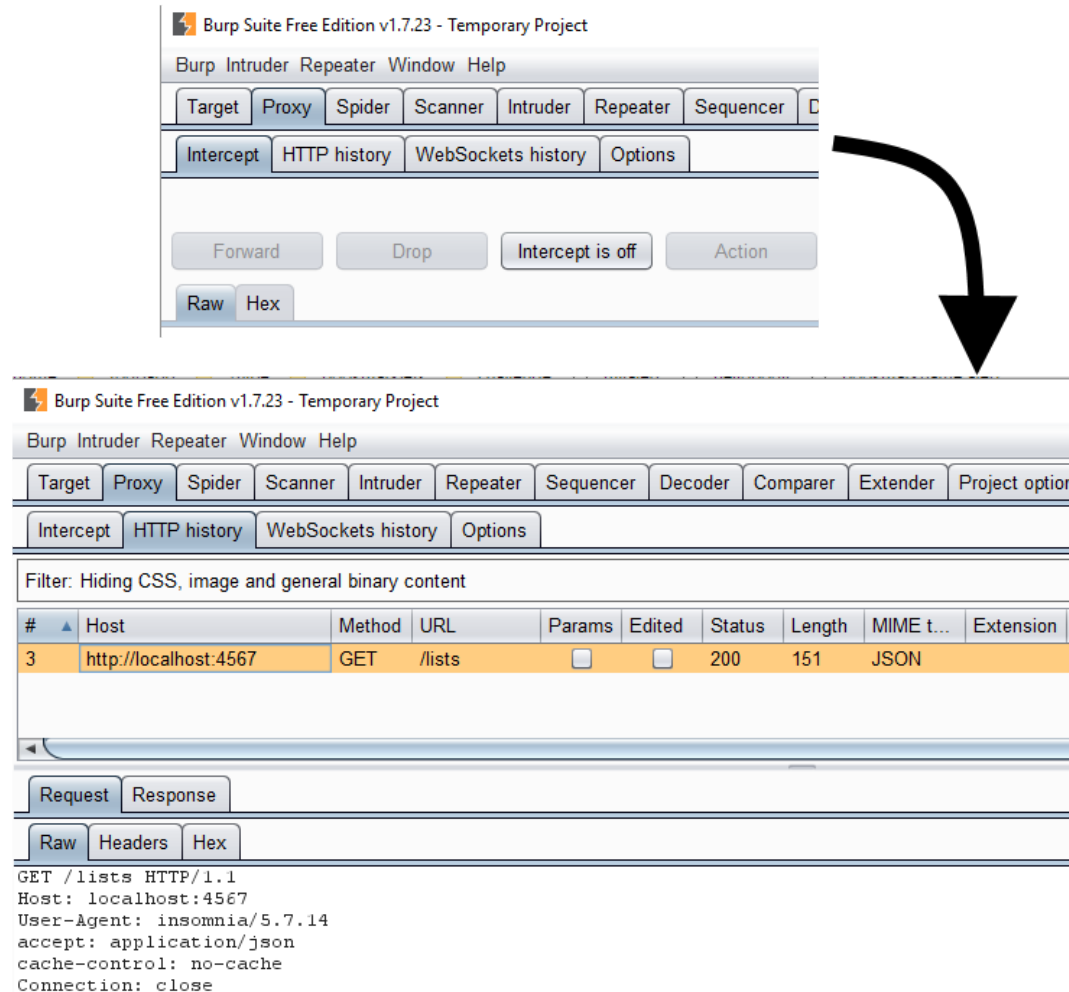 Burp Suite Free Edition v1.7.23 - Temporary Project
Burp Intruder Repeater Window Help
Target Proxy Spider Scanner Intruder Repeater Sequencer D
Intercept HTTP history WebSockets history Options
Forward Drop Intercept is off Action
Raw Hex
Burp Suite Free Edition v1.7.23 - Temporary Project
Burp Intruder Repeater Window Help
Target Proxy Spider Scanner Intruder Repeater Sequencer Decoder Comparer Extender Project option
Intercept HTTP history WebSockets history Options
Filter: Hiding CSS, image and general binary content
# Host Method URL Params Edited Status Length MIME t... Extension
3 http://localhost:4567 GET /lists 200 151 JSON
Request Response
Raw Headers Hex
GET /lists HTTP/1.1
Host: localhost:4567
User-Agent: insomnia/5.7.14
accept: application/json
cache-control: no-cache
Connection: close